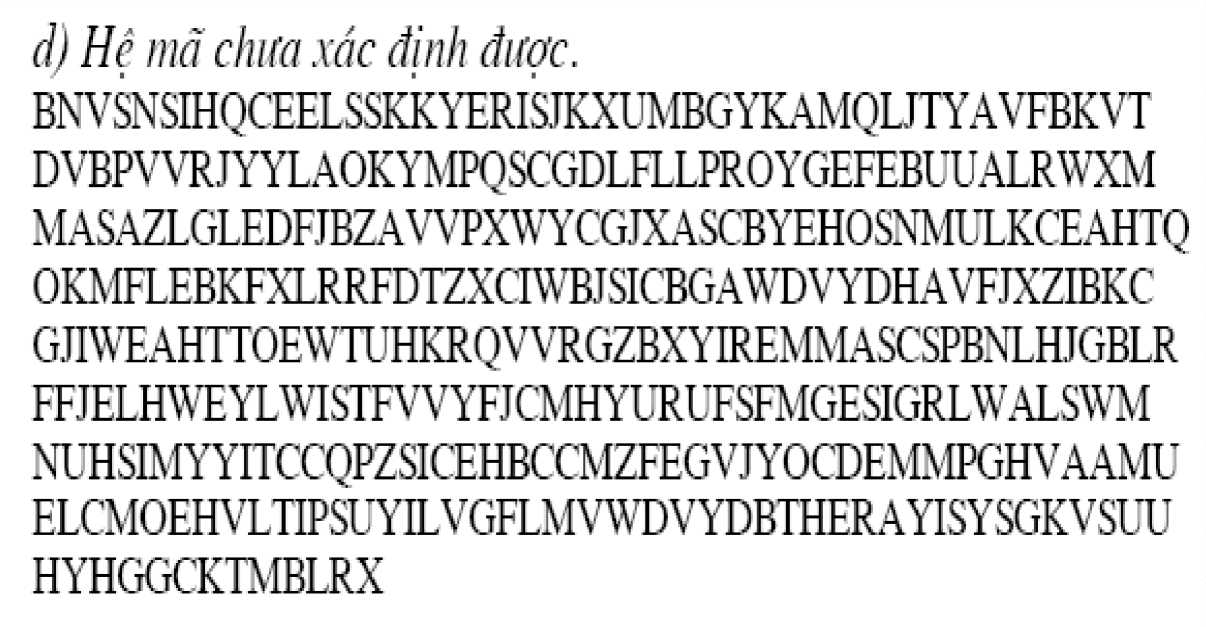 d) Hệ mã chưa xác định được.
BNVSNSIHQCEELSSKKYERISJKXUMBGYKAMQLJTYAVFBKVT
DVBPVVRJYYLAOKYMPQSCGDLFLLPROYGEFEBUUALRWXM
MASAZLGLEDFJBZAVVPXWYCGJXASCBYEHOSNMULKCEAHTQ
OKMFLEBKFXLRRFDTZXCIWBJSICBGAWDVYDHAVFJXZIBKC
GJIWEAHTTOEWTUHKRQVVRGZBXYIREMMASCSPBNLHJGBLR
FFJELHWEYLWISTFVVYFJCMHYURUFSFMGESIGRLWALSWM
NUHSIMYYITCCQPZSICEHBCCMZFEGVJYOCDEMMPGHVAAMU
ELCMOEHVLTIPSUYILVGFLMVWDVYDBTHERAYISYSGKVSUU
HYHGGCKTMBLRX